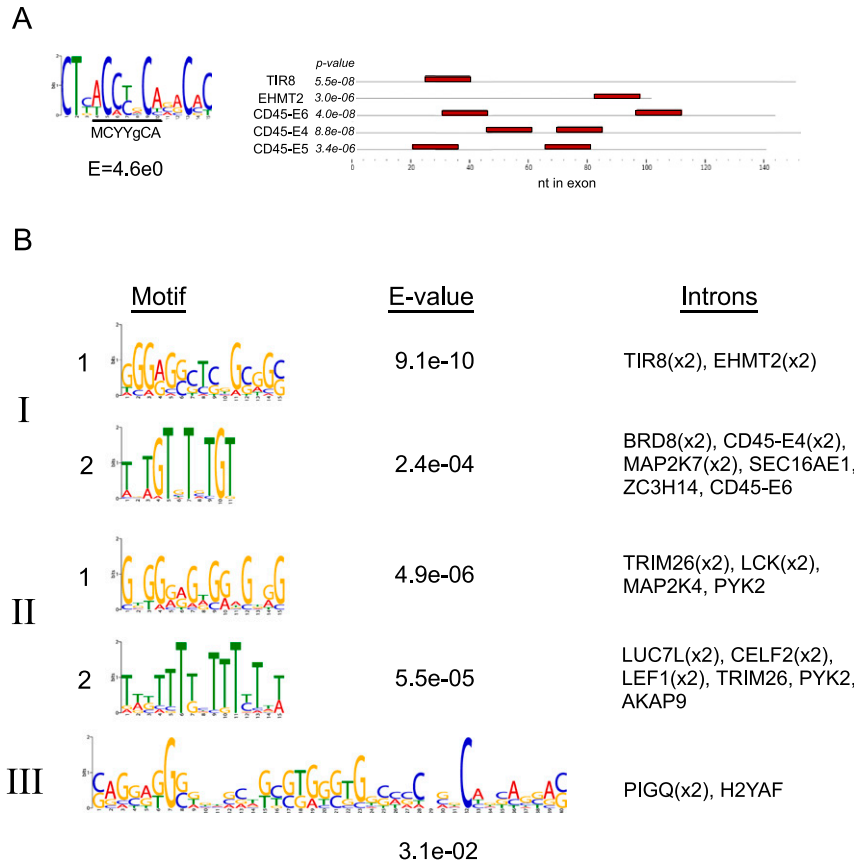 A
p-value
TIR8 5.5e-08
EHMT2 3.0e-06
CD45-E6 4.0e-08
CD45-E4 8.8e-08
CD45-E5 3.4e-06
MCYYgCA
E=4.6e0
0 20 40 60 80 100 120 140
nt in exon
B
Motif E-value Introns
I
1 9.1e-10 TIR8(x2), EHMT2(x2)
2 2.4e-04 BRD8(x2), CD45-E4(x2),
MAP2K7(x2), SEC16AE1,
ZC3H14, CD45-E6
II
1 4.9e-06 TRIM26(x2), LCK(x2),
MAP2K4, PYK2
2 5.5e-05 LUC7L(x2), CELF2(x2),
LEF1(x2), TRIM26, PYK2,
AKAP9
III PIGQ(x2), H2YAF
3.1e-02